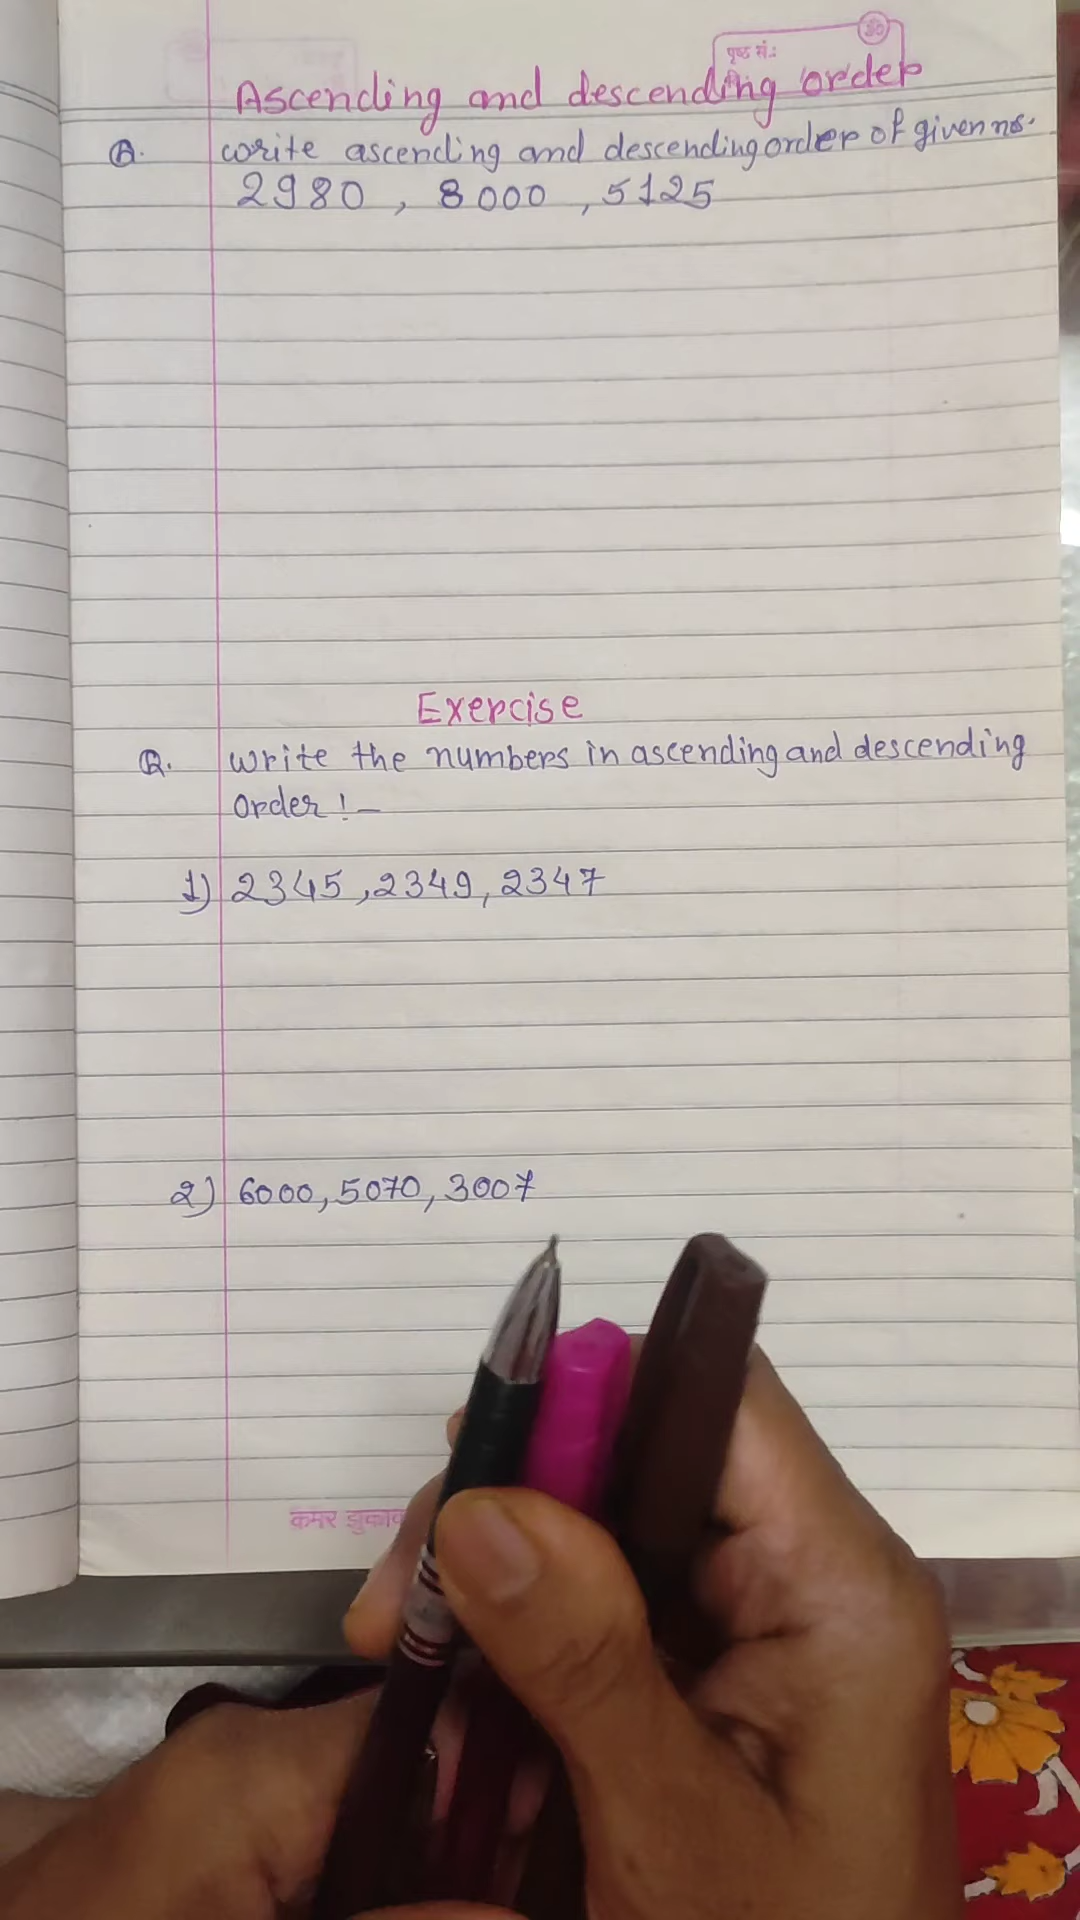 पृष्ठ सं.:
Ascending and descending order
Q. write ascending and descending order of given no.
2980, 8000, 5125
Exercise
Q. write the numbers in ascending and descending
order :-
1) 2345, 2349, 2347
2) 6000, 5070, 3007
कमर झुकाक